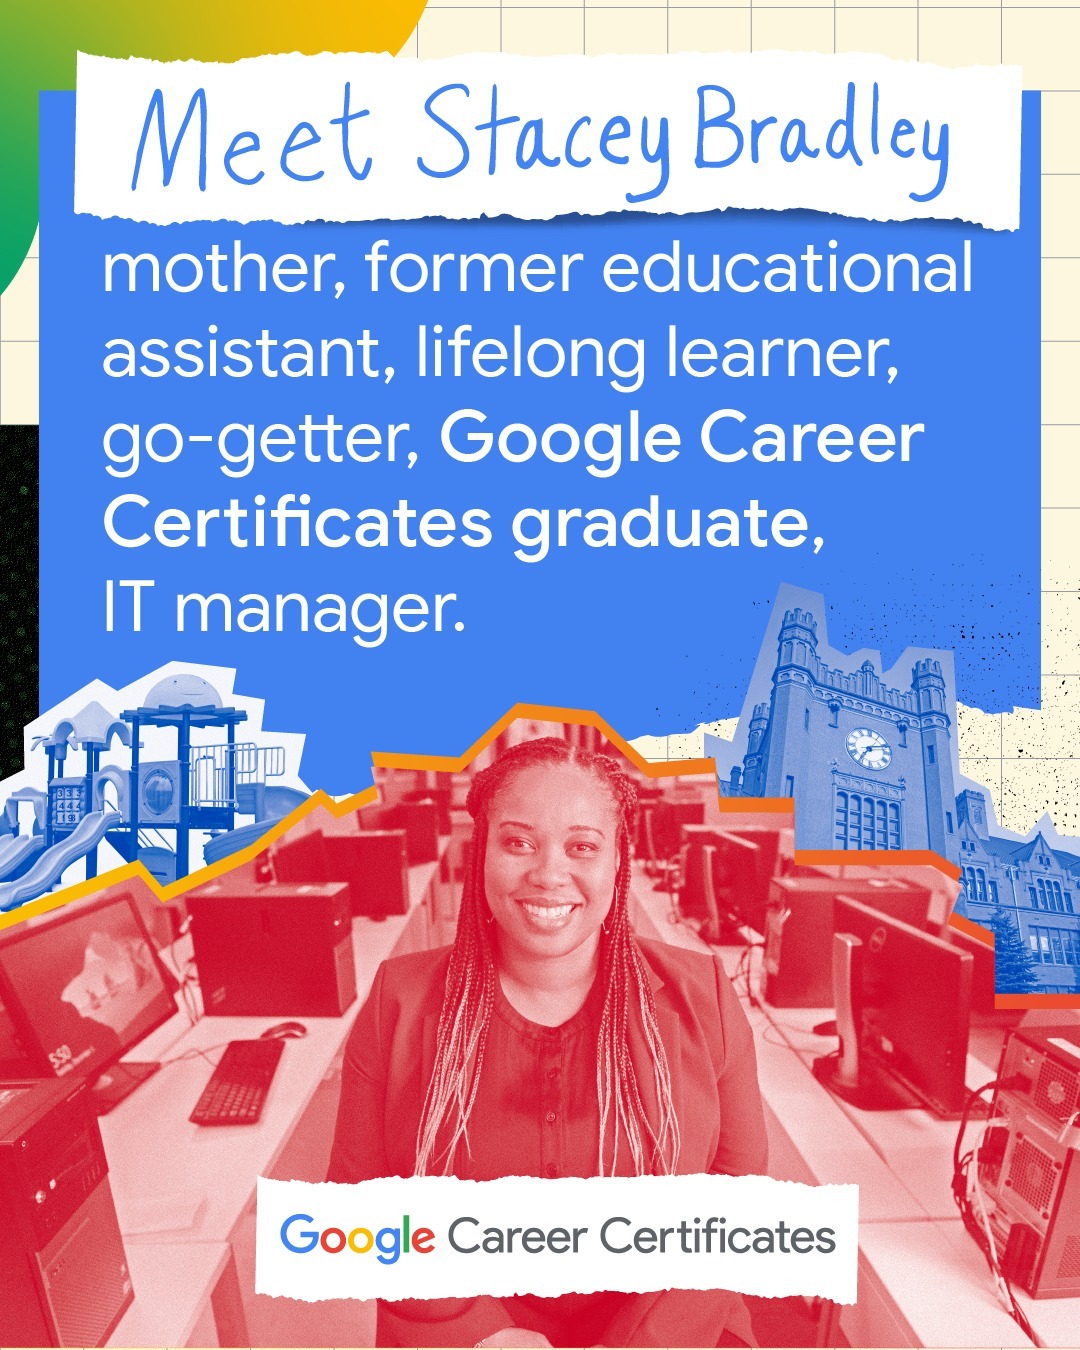 Meet Stacey Bradley
mother, former educational
assistant, lifelong learner,
go-getter, Google Career
Certificates graduate,
IT manager.
Google Career Certificates